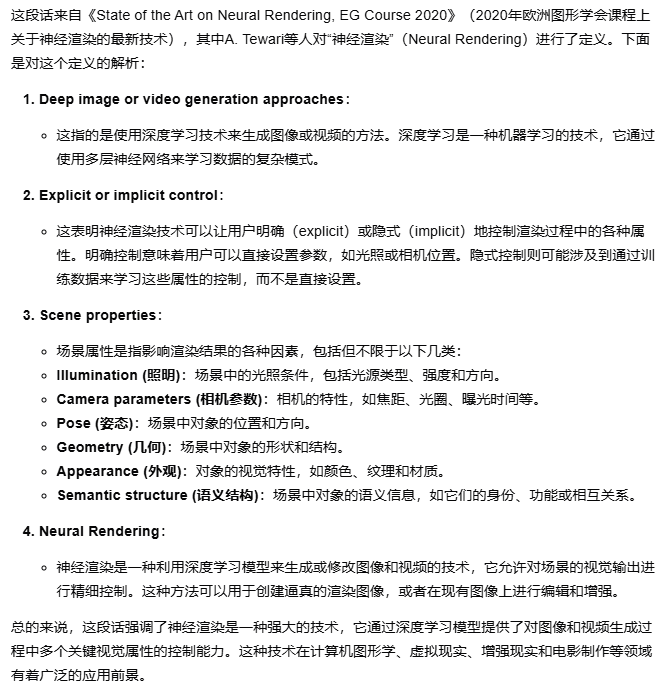 这段话来自《State of the Art on Neural Rendering, EG Course 2020》（2020年欧洲图形学会课程上
关于神经渲染的最新技术），其中A. Tewari等人对“神经渲染”（Neural Rendering）进行了定义。下面
是对这个定义的解析：
1. Deep image or video generation approaches：
◦ 这指的是使用深度学习技术来生成图像或视频的方法。深度学习是一种机器学习的技术，它通过
使用多层神经网络来学习数据的复杂模式。
2. Explicit or implicit control：
◦ 这表明神经渲染技术可以让用户明确（explicit）或隐式（implicit）地控制渲染过程中的各种属
性。明确控制意味着用户可以直接设置参数，如光照或相机位置。隐式控制则可能涉及到通过训
练数据来学习这些属性的控制，而不是直接设置。
3. Scene properties：
◦ 场景属性是指影响渲染结果的各种因素，包括但不限于以下几类：
◦ Illumination (照明)：场景中的光照条件，包括光源类型、强度和方向。
◦ Camera parameters (相机参数)：相机的特性，如焦距、光圈、曝光时间等。
◦ Pose (姿态)：场景中对象的位置和方向。
◦ Geometry (几何)：场景中对象的形状和结构。
◦ Appearance (外观)：对象的视觉特性，如颜色、纹理和材质。
◦ Semantic structure (语义结构)：场景中对象的语义信息，如它们的身份、功能或相互关系。
4. Neural Rendering：
◦ 神经渲染是一种利用深度学习模型来生成或修改图像和视频的技术，它允许对场景的视觉输出进
行精细控制。这种方法可以用于创建逼真的渲染图像，或者在现有图像上进行编辑和增强。
总的来说，这段话强调了神经渲染是一种强大的技术，它通过深度学习模型提供了对图像和视频生成过
程中多个关键视觉属性的控制能力。这种技术在计算机图形学、虚拟现实、增强现实和电影制作等领域
有着广泛的应用前景。